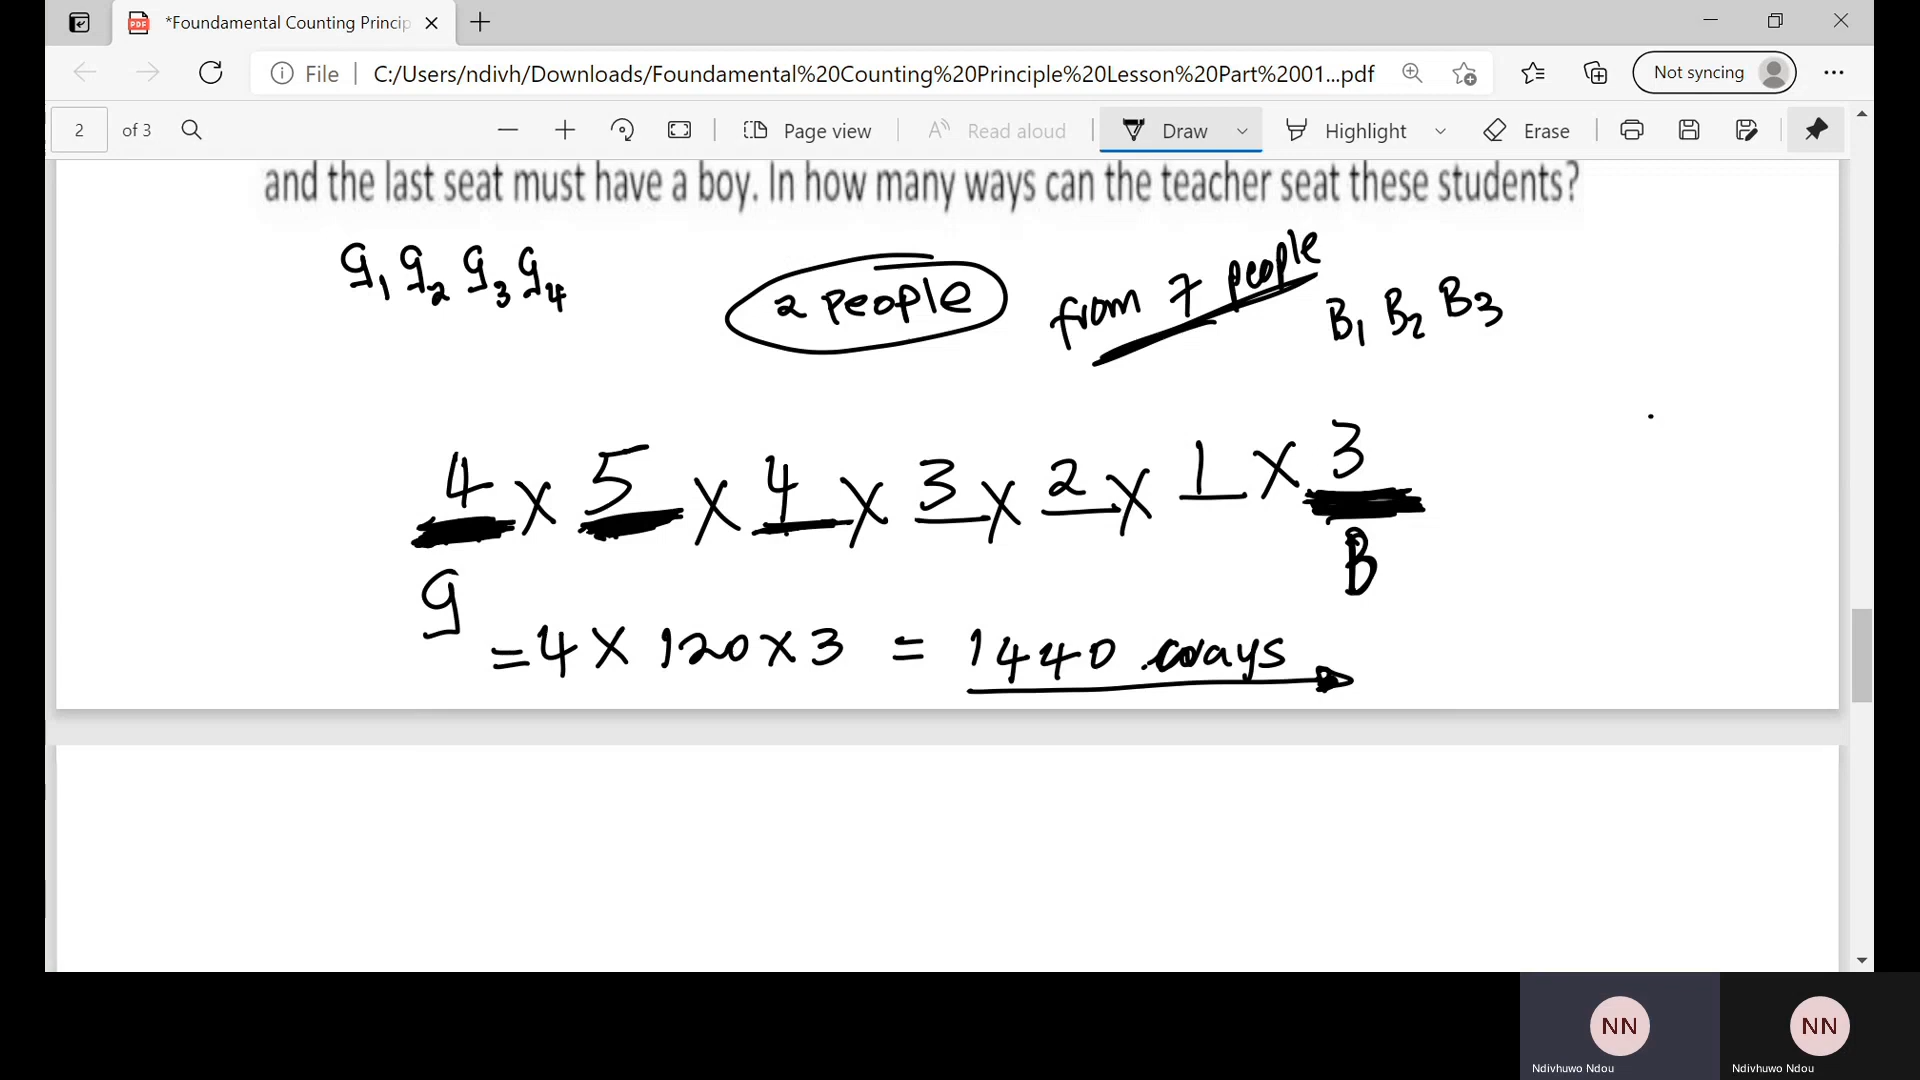 *Foundamental Counting Princip
File | C:/Users/ndivh/Downloads/Foundamental%20Counting%20Principle%20Lesson%20Part%2001...pdf
Not syncing
2 of 3
Page view
Read aloud
Draw
Highlight
Erase
and the last seat must have a boy. In how many ways can the teacher seat these students?
g1 g2 g3 g4
2 people
from 7 people
B1 B2 B3
4 x 5 x 4 x 3 x 2 x 1 x 3
g
B
= 4 x 120 x 3 = 1440 ways
NN
NN
Ndivhuwo Ndou
Ndivhuwo Ndou